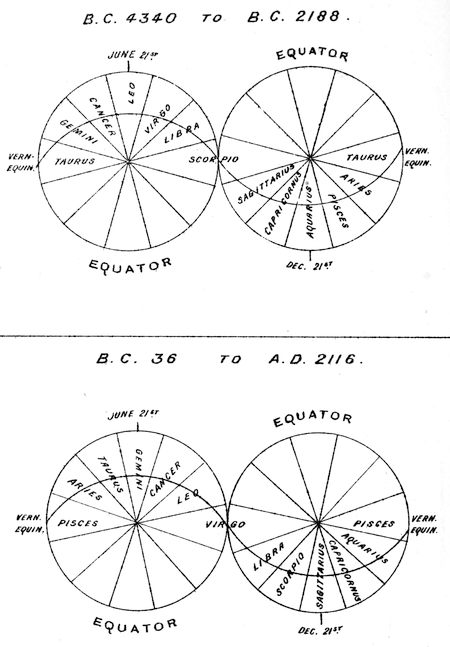 B.C. 4340 TO B.C. 2188.
JUNE 21ST
EQUATOR
LEO
CANCER
VIRGO
GEMINI
LIBRA
VERN-
EQUIN.
TAURUS
SCORPIO
TAURUS
VERN.
EQUIN.
SAGITTARIUS
ARIES
CAPRICORNUS
AQUARIUS
PISCES
EQUATOR
DEC. 21ST
B.C. 36 TO A.D. 2116.
JUNE 21ST
EQUATOR
GEMINI
TAURUS
CANCER
ARIES
LEO
VERN.
EQUIN.
PISCES
VIRGO
PISCES
VERN.
EQUIN.
LIBRA
AQUARIUS
SCORPIO
CAPRICORNUS
SAGITTARIUS
EQUATOR
DEC. 21ST